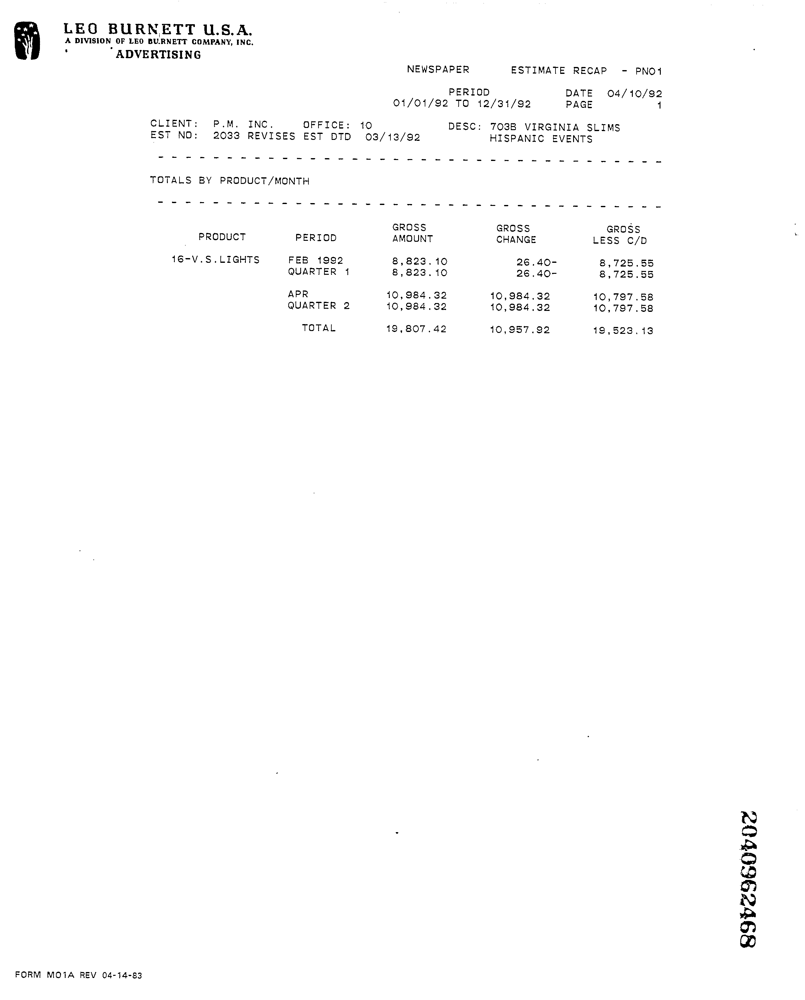 LEO BURNETT U.S.A.
A DIVISION OF LEO BURNETT COMPANY, INC.
ADVERTISING
NEWSPAPER ESTIMATE RECAP - PN01
PERIOD DATE 04/10/92
01/01/92 TO 12/31/92 PAGE 1
CLIENT: P.M. INC. OFFICE: 10 DESC: 703B VIRGINIA SLIMS
EST NO: 2033 REVISES EST DTD 03/13/92 HISPANIC EVENTS
TOTALS BY PRODUCT/MONTH
GROSS GROSS GROSS
PRODUCT PERIOD AMOUNT CHANGE LESS C/D
16-V.S.LIGHTS FEB 1992 8,823.10 26.40- 8,725.55
QUARTER 1 8,823.10 26.40- 8,725.55
APR 10,984.32 10,984.32 10,797.58
QUARTER 2 10,984.32 10,984.32 10,797.58
TOTAL 19,807.42 10,957.92 19,523.13
2040962468
FORM M01A REV 04-14-83